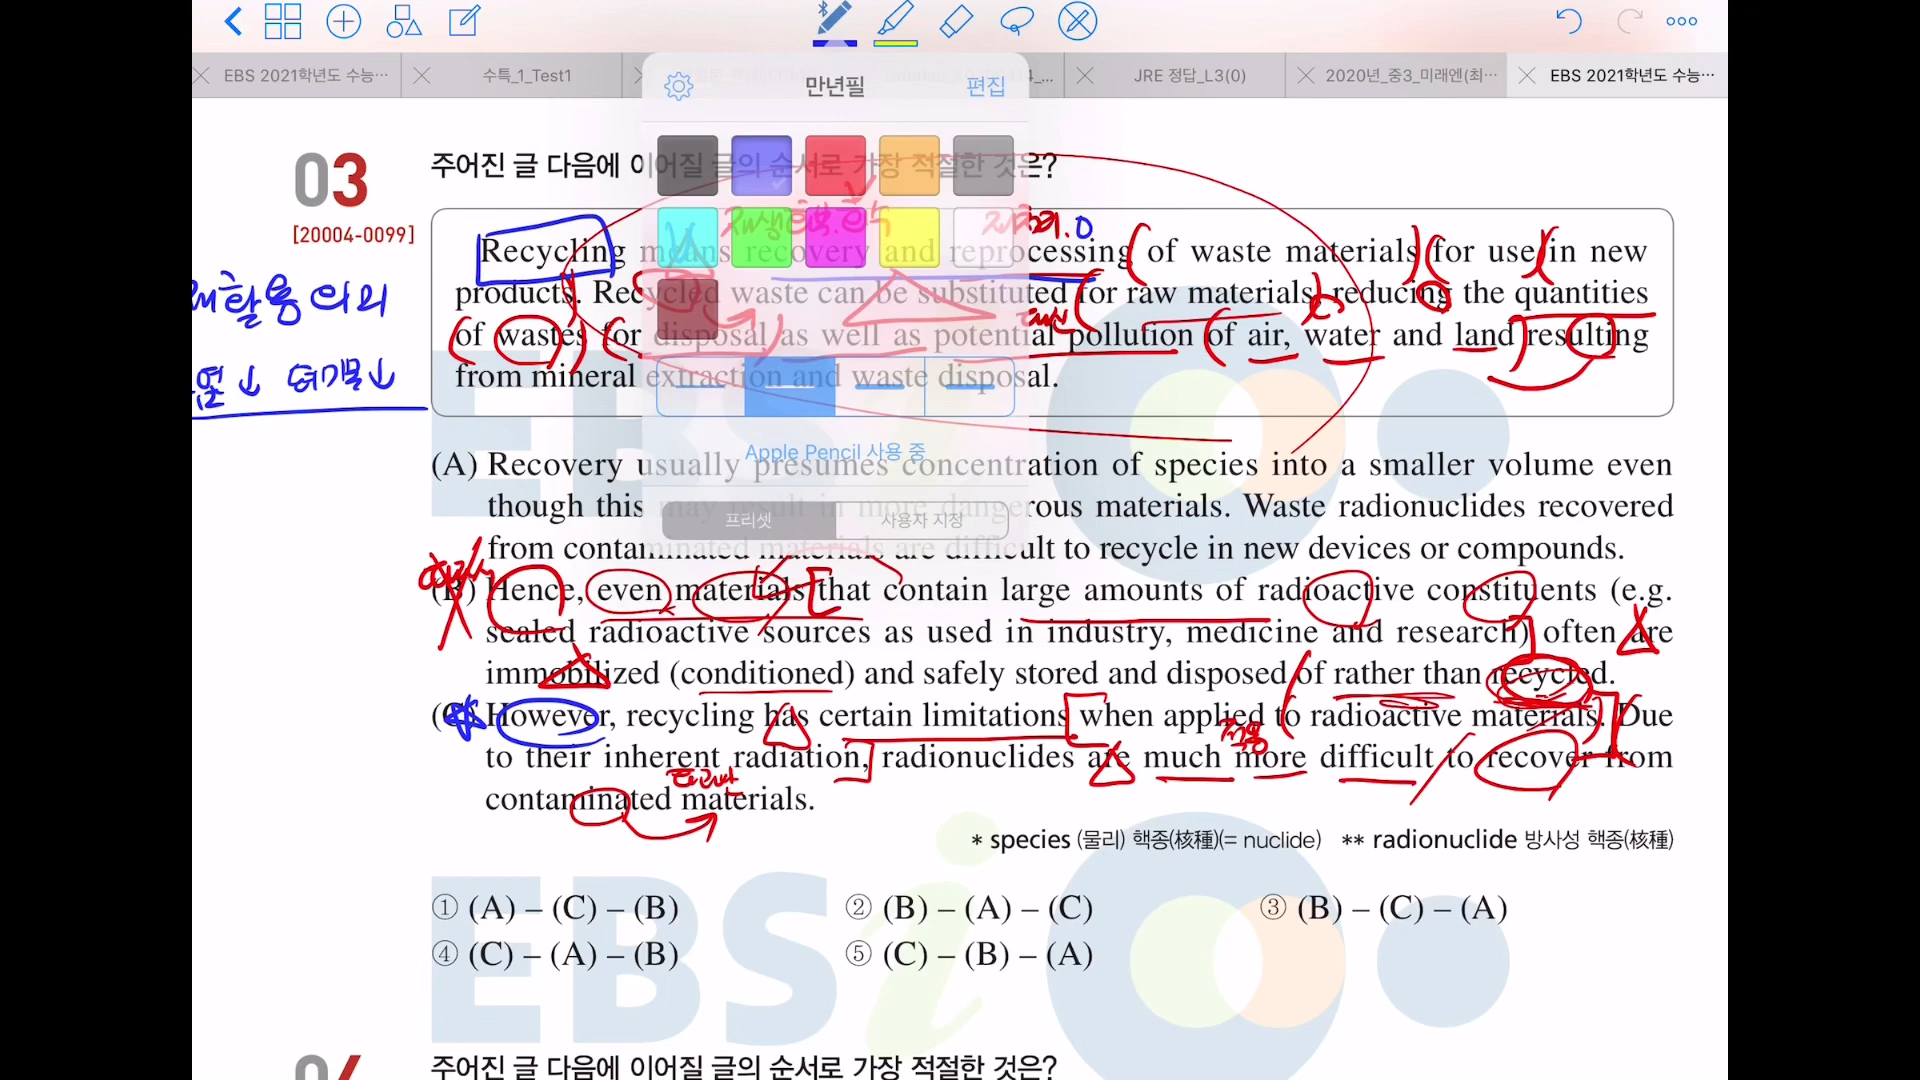 EBS 2021학년도 수능…
수특_1_Test1
JRE 정답_L3(0)
2020년_중3_미래엔(최…
EBS 2021학년도 수능…
만년필
편집
03
[20004-0099]
주어진 글 다음에 이어질 글의 순서로 가장 적절한 것은?
Recycling means recovery and reprocessing of waste materials for use in new
products. Recycled waste can be substituted for raw materials, reducing the quantities
of wastes for disposal as well as potential pollution of air, water and land resulting
from mineral extraction and waste disposal.
재활용의 의의
오염↓ 폐기물↓
Apple Pencil 사용 중
프리셋
사용자 지정
(A) Recovery usually presumes concentration of species into a smaller volume even
though this may result in more dangerous materials. Waste radionuclides recovered
from contaminated materials are difficult to recycle in new devices or compounds.
(B) Hence, even materials that contain large amounts of radioactive constituents (e.g.
sealed radioactive sources as used in industry, medicine and research) often are
immobilized (conditioned) and safely stored and disposed of rather than recycled.
(C) However, recycling has certain limitations when applied to radioactive materials. Due
to their inherent radiation, radionuclides are much more difficult to recover from
contaminated materials.
적용
* species (물리) 핵종(核種)(= nuclide) ** radionuclide 방사성 핵종(核種)
① (A) – (C) – (B)
② (B) – (A) – (C)
③ (B) – (C) – (A)
④ (C) – (A) – (B)
⑤ (C) – (B) – (A)
EBSi
주어진 글 다음에 이어질 글의 순서로 가장 적절한 것은?